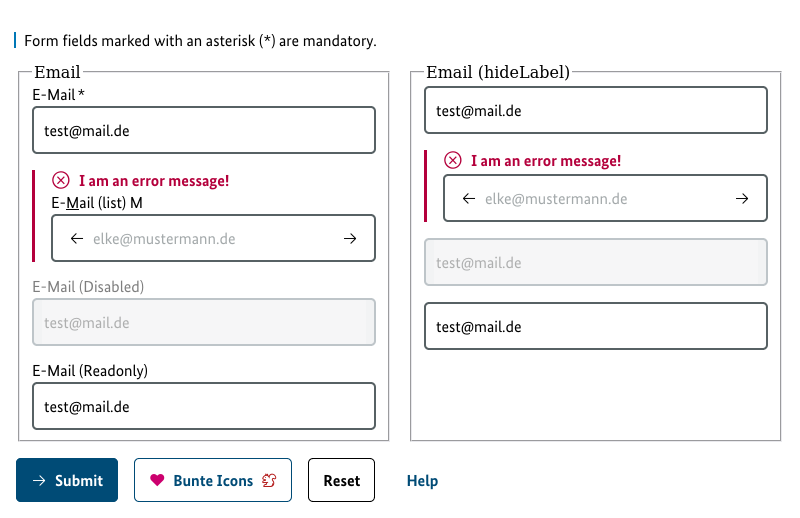 Form fields marked with an asterisk (*) are mandatory.
Email
E-Mail *
test@mail.de
I am an error message!
E-Mail (list) M
elke@mustermann.de
E-Mail (Disabled)
test@mail.de
E-Mail (Readonly)
test@mail.de
Email (hideLabel)
test@mail.de
I am an error message!
elke@mustermann.de
test@mail.de
test@mail.de
Submit
Bunte Icons
Reset
Help